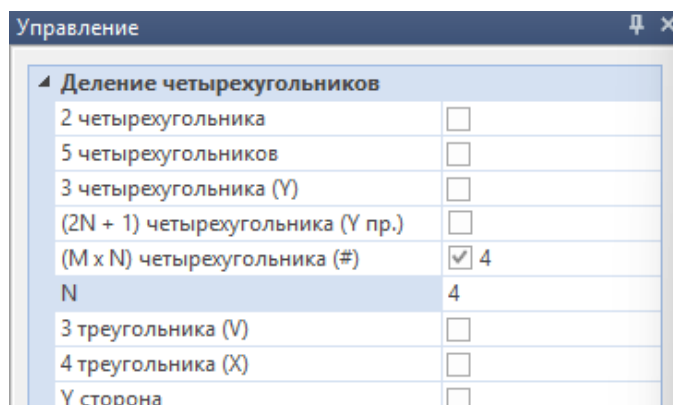 Управление
Деление четырехугольников
2 четырехугольника
5 четырехугольников
3 четырехугольника (Y)
(2N + 1) четырехугольника (Y пр.)
(M x N) четырехугольника (#) 4
N 4
3 треугольника (V)
4 треугольника (X)
Y сторона